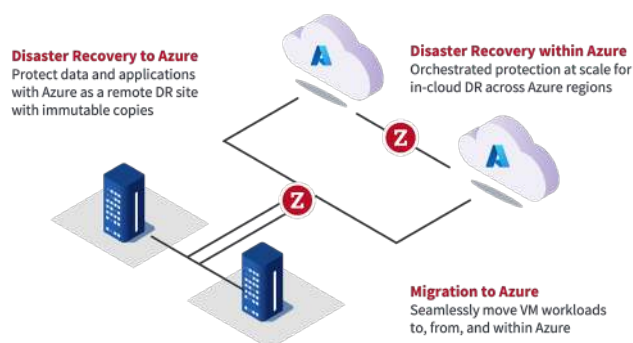 Disaster Recovery to Azure
Protect data and applications
with Azure as a remote DR site
with immutable copies
Disaster Recovery within Azure
Orchestrated protection at scale for
in-cloud DR across Azure regions
Z
Z
Migration to Azure
Seamlessly move VM workloads
to, from, and within Azure